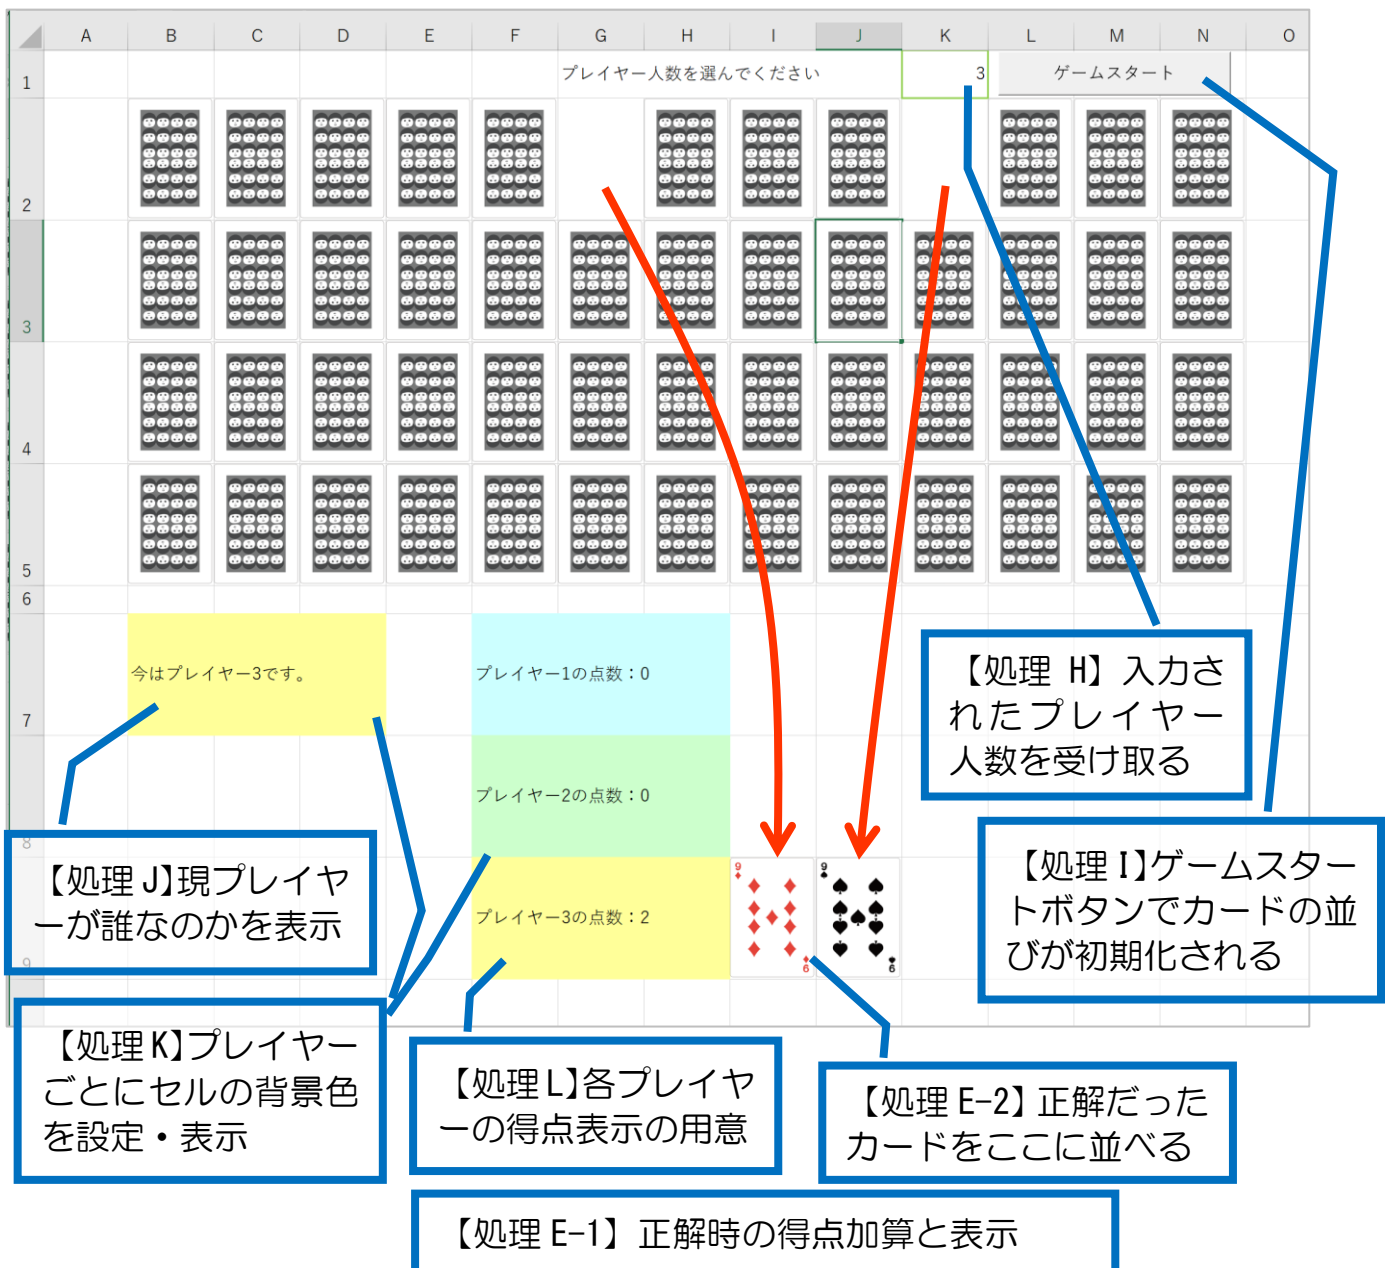 A B C D E F G H I J K L M N O
1 プレイヤー人数を選んでください 3 ゲームスタート
2
3
4
5
6
7 今はプレイヤー3です。 プレイヤー1の点数：0
8 プレイヤー2の点数：0
9 プレイヤー3の点数：2
9 9
6 6
【処理 H】入力さ
れたプレイヤー
人数を受け取る
【処理 I】ゲームスター
トボタンでカードの並
びが初期化される
【処理 J】現プレイヤ
ーが誰なのかを表示
【処理 K】プレイヤー
ごとにセルの背景色
を設定・表示
【処理 L】各プレイヤ
ーの得点表示の用意
【処理 E-2】正解だった
カードをここに並べる
【処理 E-1】正解時の得点加算と表示